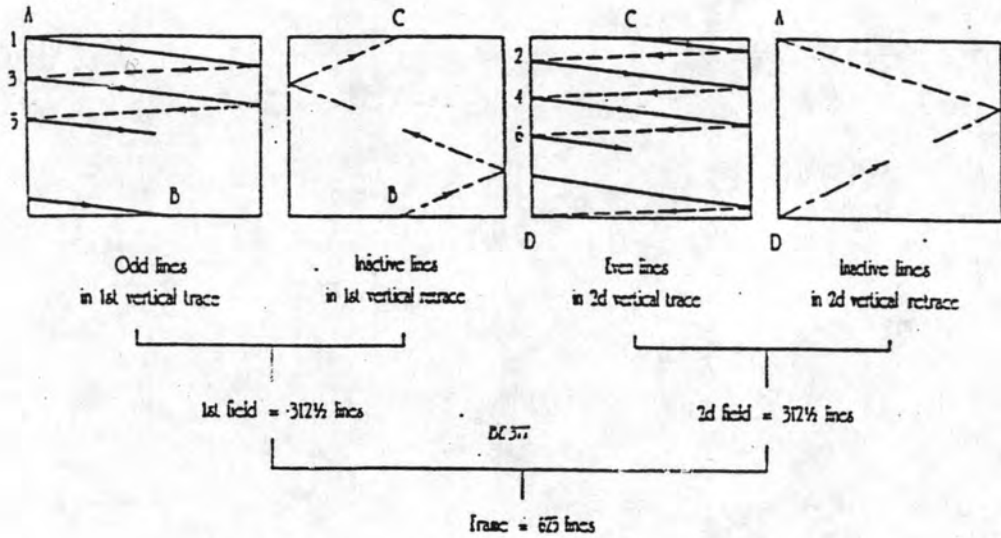 A
C
C
A
1
3
5
B
B
2
4
6
D
D
Odd lines
in 1st vertical trace
Inactive lines
in 1st vertical retrace
Even lines
in 2d vertical trace
Inactive lines
in 2d vertical retrace
1st field = 312½ lines
2d field = 312½ lines
Frame = 625 lines